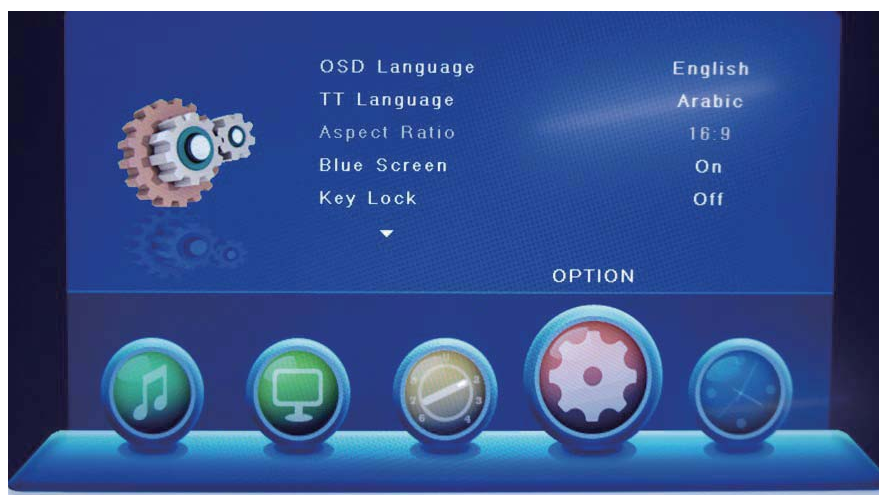 OSD Language English
TT Language Arabic
Aspect Ratio 16:9
Blue Screen On
Key Lock Off
OPTION